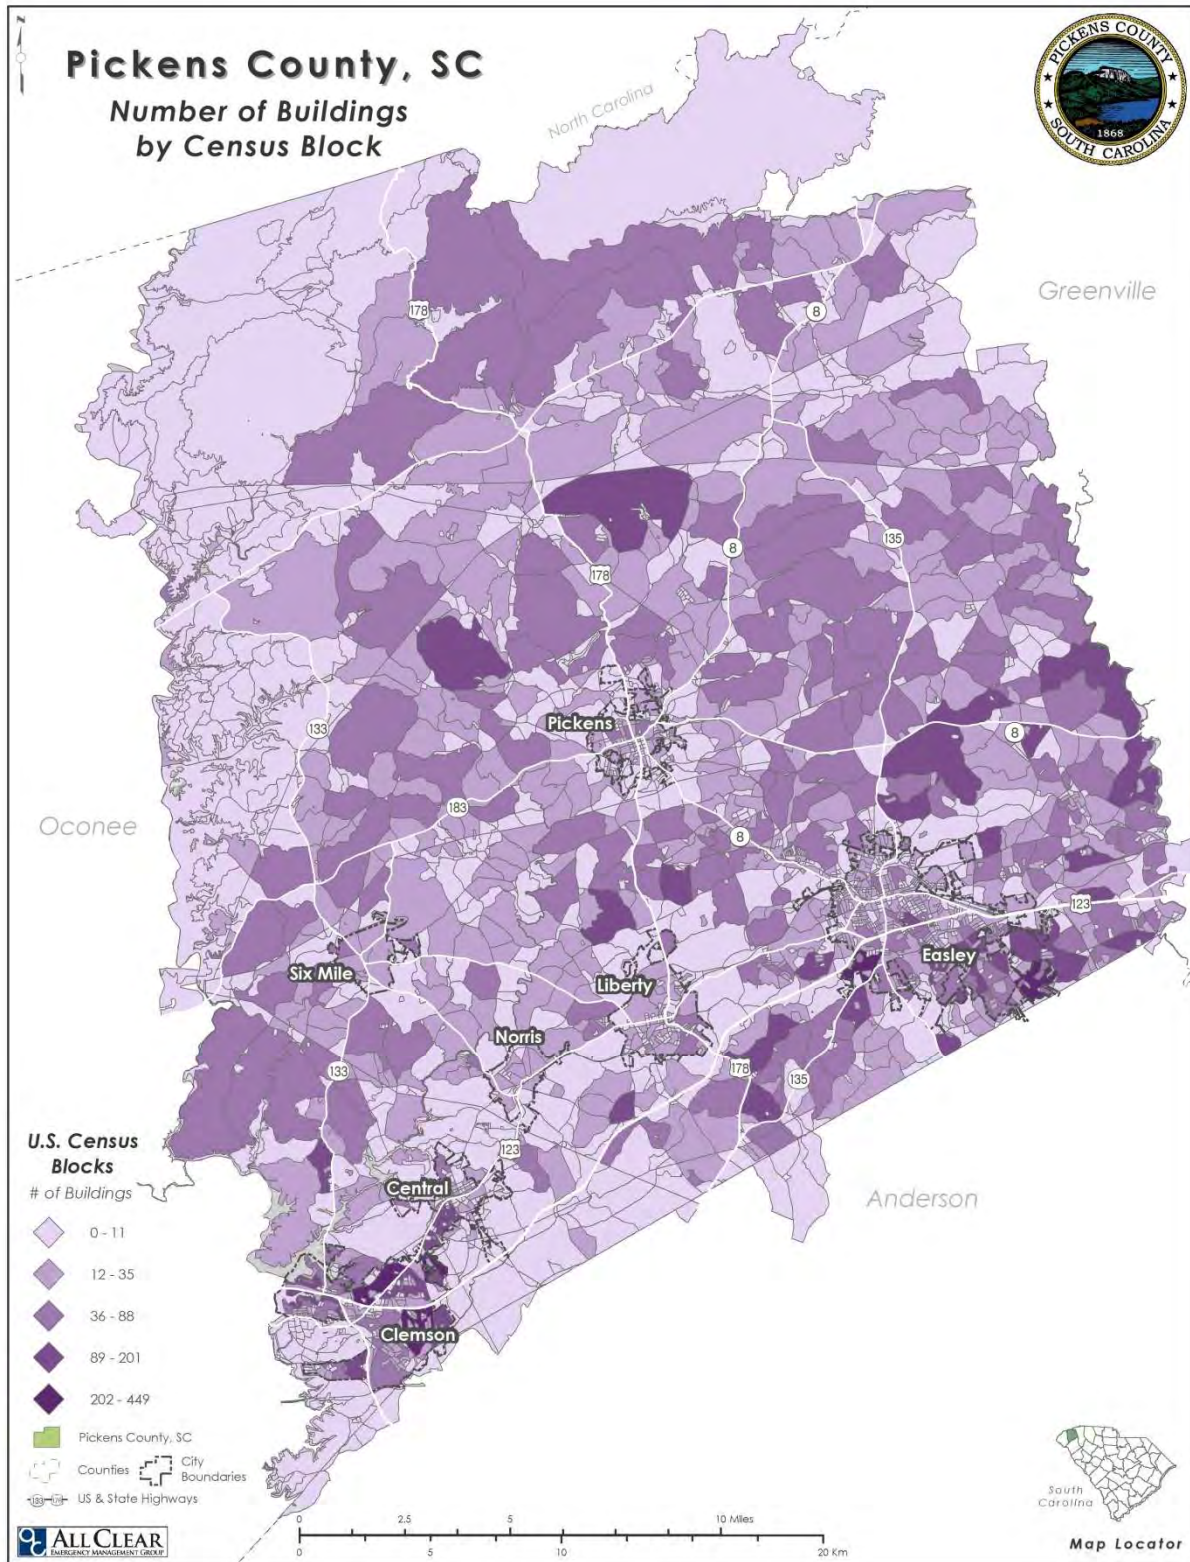 N
Pickens County, SC
Number of Buildings
by Census Block
PICKENS COUNTY
SOUTH CAROLINA
1868
North Carolina
Greenville
178
8
135
8
178
133
Pickens
8
183
8
Oconee
123
Easley
Six Mile
Liberty
Norris
133
178
135
123
Central
Anderson
Clemson
U.S. Census
Blocks
# of Buildings
0 - 11
12 - 35
36 - 88
89 - 201
202 - 449
Pickens County, SC
Counties
City
Boundaries
US & State Highways
South
Carolina
Map Locator
0 2.5 5 10 Miles
0 5 10 20 Km
ALL CLEAR
EMERGENCY MANAGEMENT GROUP